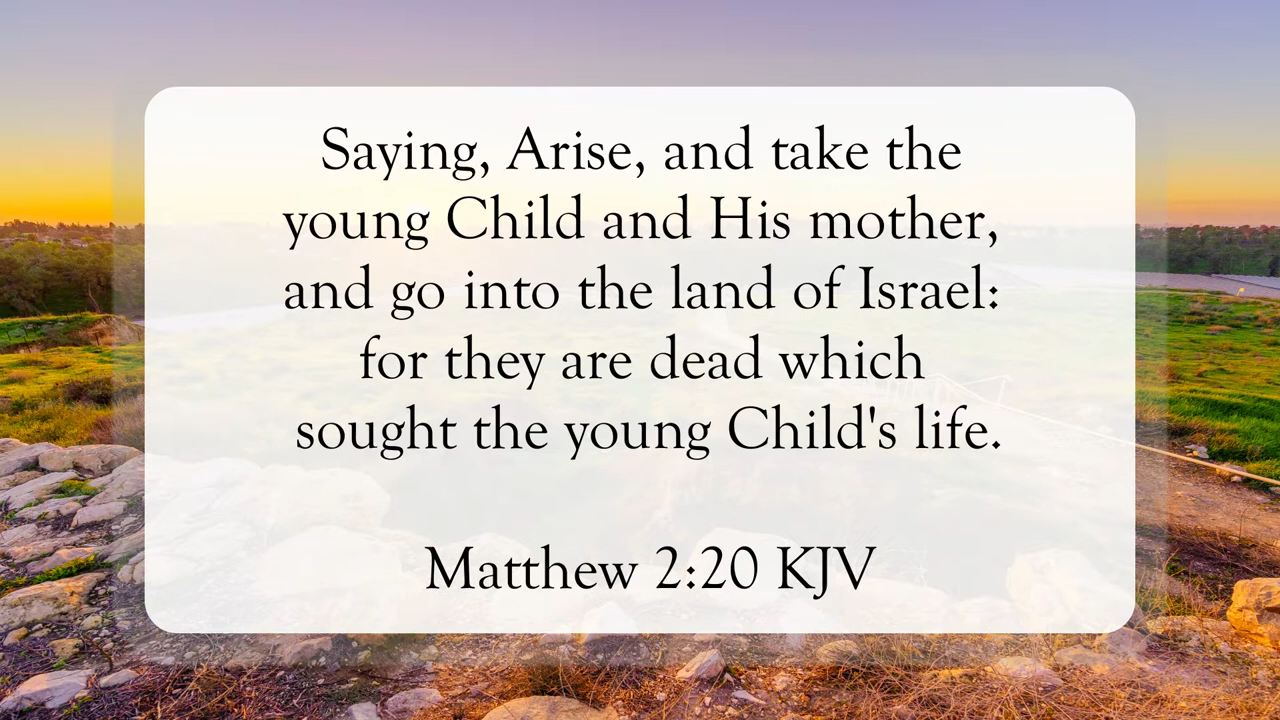 Saying, Arise, and take the
young Child and His mother,
and go into the land of Israel:
for they are dead which
sought the young Child's life.
Matthew 2:20 KJV